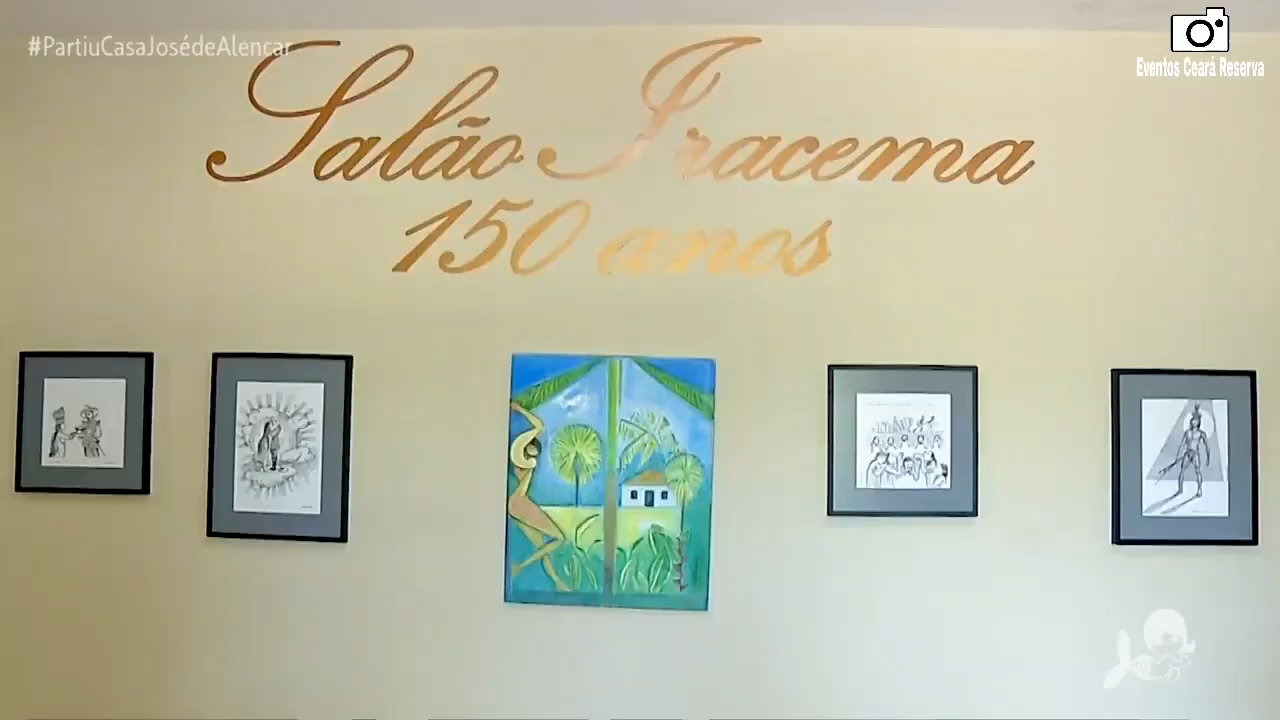 #PartiuCasaJosédeAlencar
Eventos Ceará Reserva
Salão Iracema
150 anos